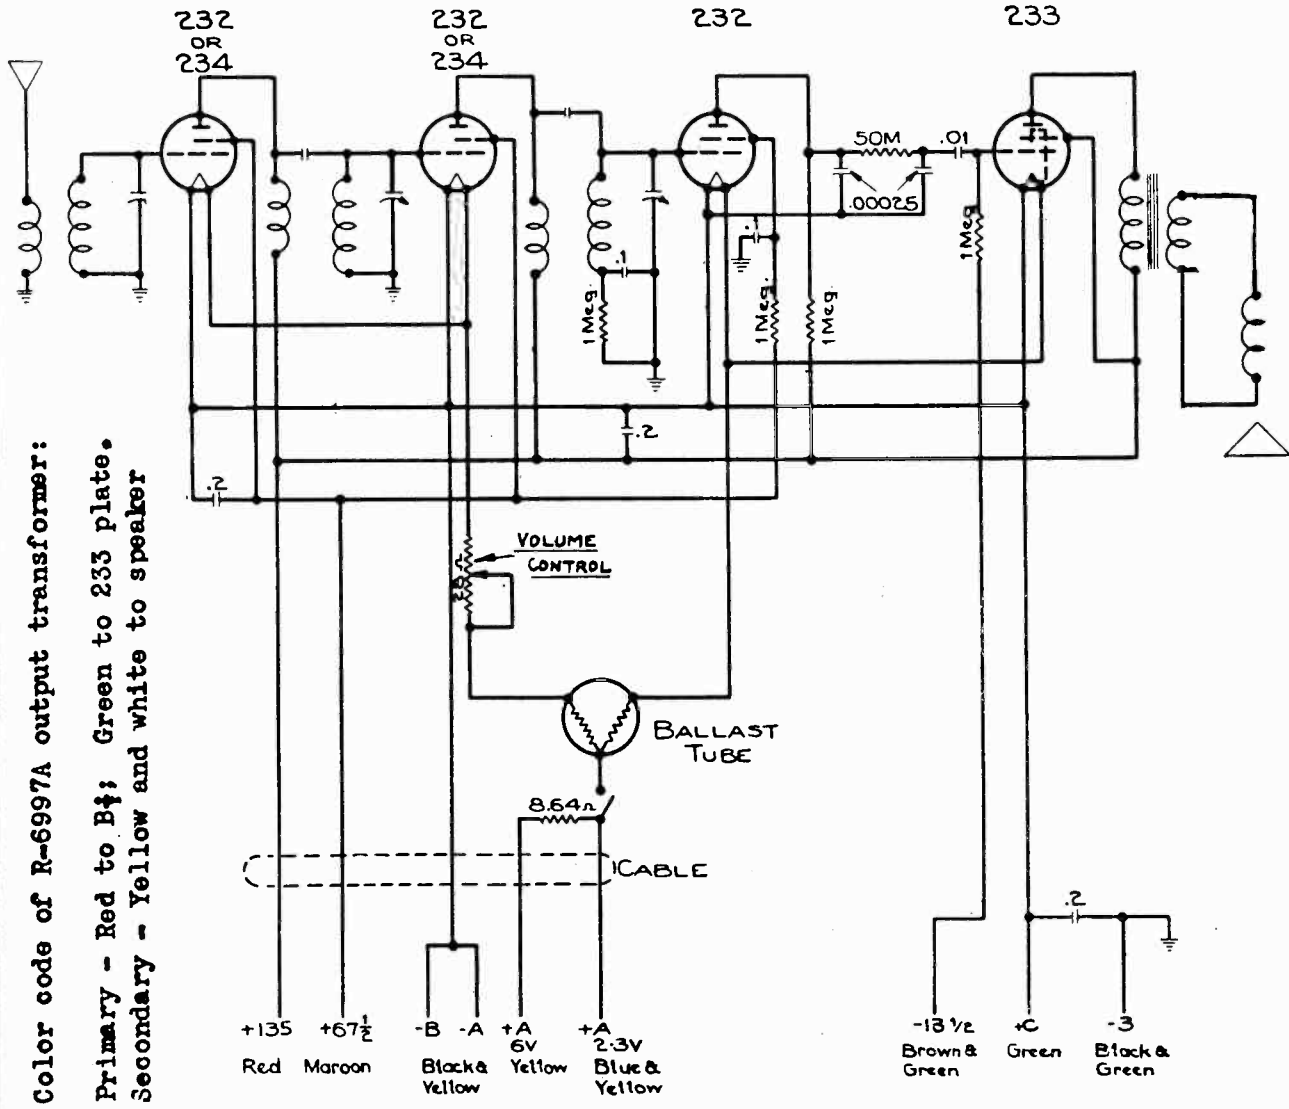 232
OR
234
232
OR
234
232
233
50M
.01
.00025
.1
.1
1 Meg.
1 Meg.
1 Meg.
1 Meg.
.2
.2
VOLUME
CONTROL
BALLAST
TUBE
8.64Ω
CABLE
.2
+135
Red
+67½
Maroon
-B -A
Black &
Yellow
+A
6V
Yellow
+A
2.3V
Blue &
Yellow
-13 1/2
Brown &
Green
+C
Green
-3
Black &
Green
Color code of R-6997A output transformer:
Primary - Red to B+; Green to 233 plate.
Secondary - Yellow and white to speaker